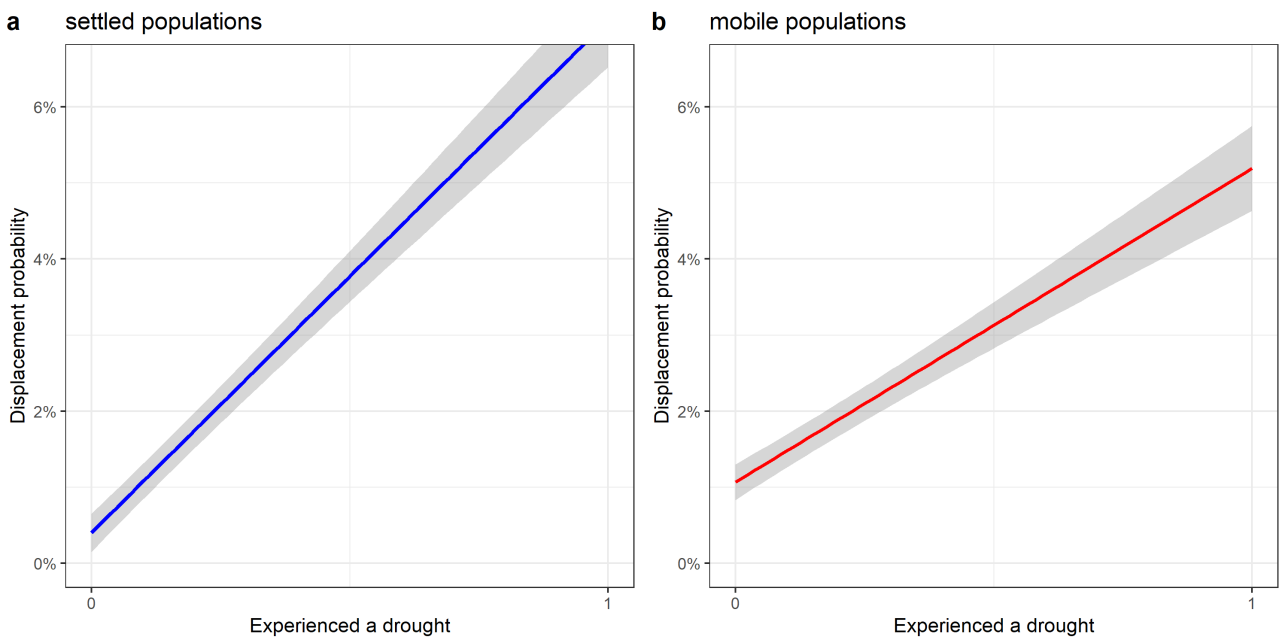 a settled populations
Displacement probability
6%
4%
2%
0%
0 1
Experienced a drought
b mobile populations
Displacement probability
6%
4%
2%
0%
0 1
Experienced a drought